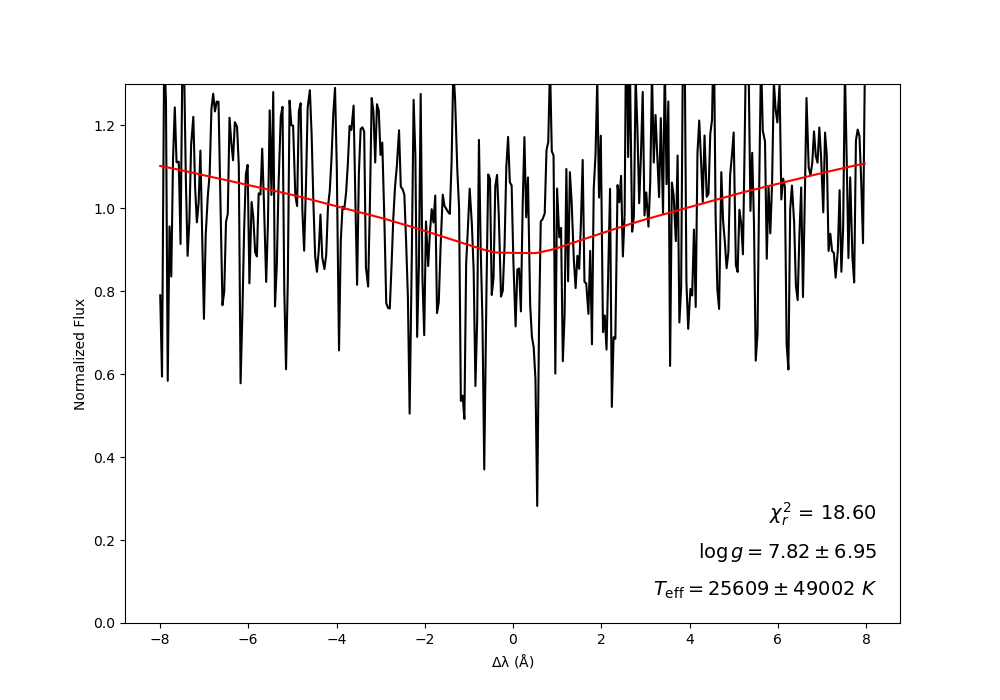 1.2
1.0
0.8
0.6
0.4
0.2
0.0
Normalized Flux
χ²ᵣ = 18.60
log g = 7.82 ± 6.95
T_eff = 25609 ± 49002 K
−8 −6 −4 −2 0 2 4 6 8
Δλ (Å)